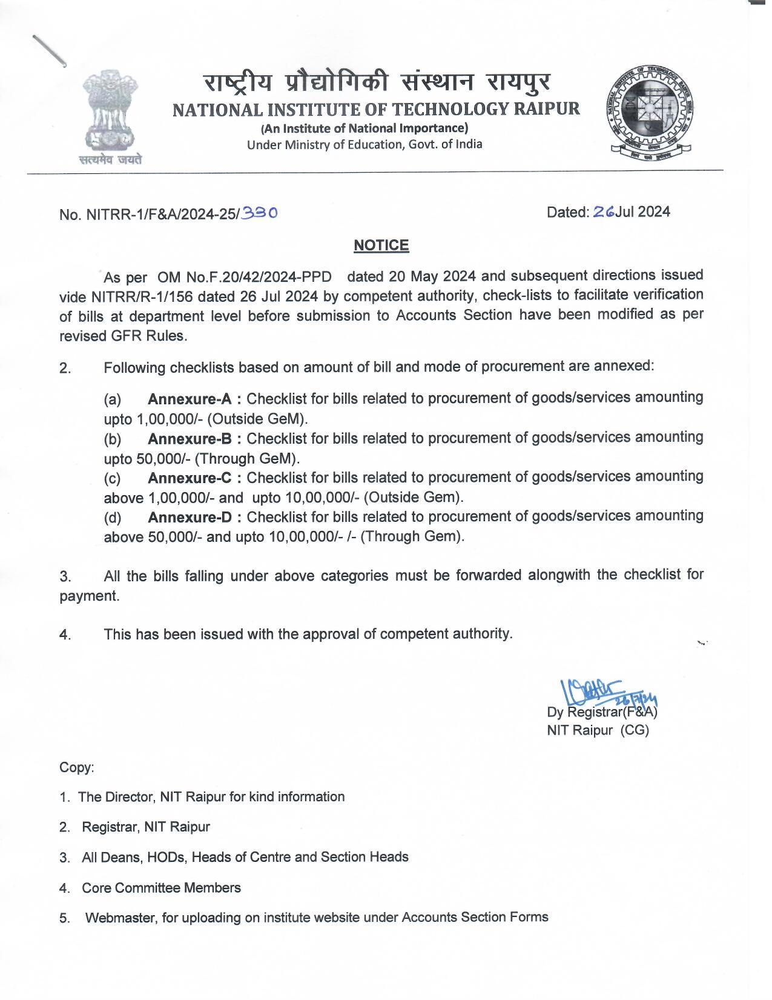 राष्ट्रीय प्रौद्योगिकी संस्थान रायपुर
NATIONAL INSTITUTE OF TECHNOLOGY RAIPUR
(An Institute of National Importance)
Under Ministry of Education, Govt. of India
सत्यमेव जयते
No. NITRR-1/F&A/2024-25/330
Dated: 26Jul 2024
NOTICE
As per OM No.F.20/42/2024-PPD dated 20 May 2024 and subsequent directions issued
vide NITRR/R-1/156 dated 26 Jul 2024 by competent authority, check-lists to facilitate verification
of bills at department level before submission to Accounts Section have been modified as per
revised GFR Rules.
2. Following checklists based on amount of bill and mode of procurement are annexed:
(a) Annexure-A : Checklist for bills related to procurement of goods/services amounting
upto 1,00,000/- (Outside GeM).
(b) Annexure-B : Checklist for bills related to procurement of goods/services amounting
upto 50,000/- (Through GeM).
(c) Annexure-C : Checklist for bills related to procurement of goods/services amounting
above 1,00,000/- and upto 10,00,000/- (Outside Gem).
(d) Annexure-D : Checklist for bills related to procurement of goods/services amounting
above 50,000/- and upto 10,00,000/- /- (Through Gem).
3. All the bills falling under above categories must be forwarded alongwith the checklist for
payment.
4. This has been issued with the approval of competent authority.
26/7/24
Dy Registrar(F&A)
NIT Raipur (CG)
Copy:
1. The Director, NIT Raipur for kind information
2. Registrar, NIT Raipur
3. All Deans, HODs, Heads of Centre and Section Heads
4. Core Committee Members
5. Webmaster, for uploading on institute website under Accounts Section Forms